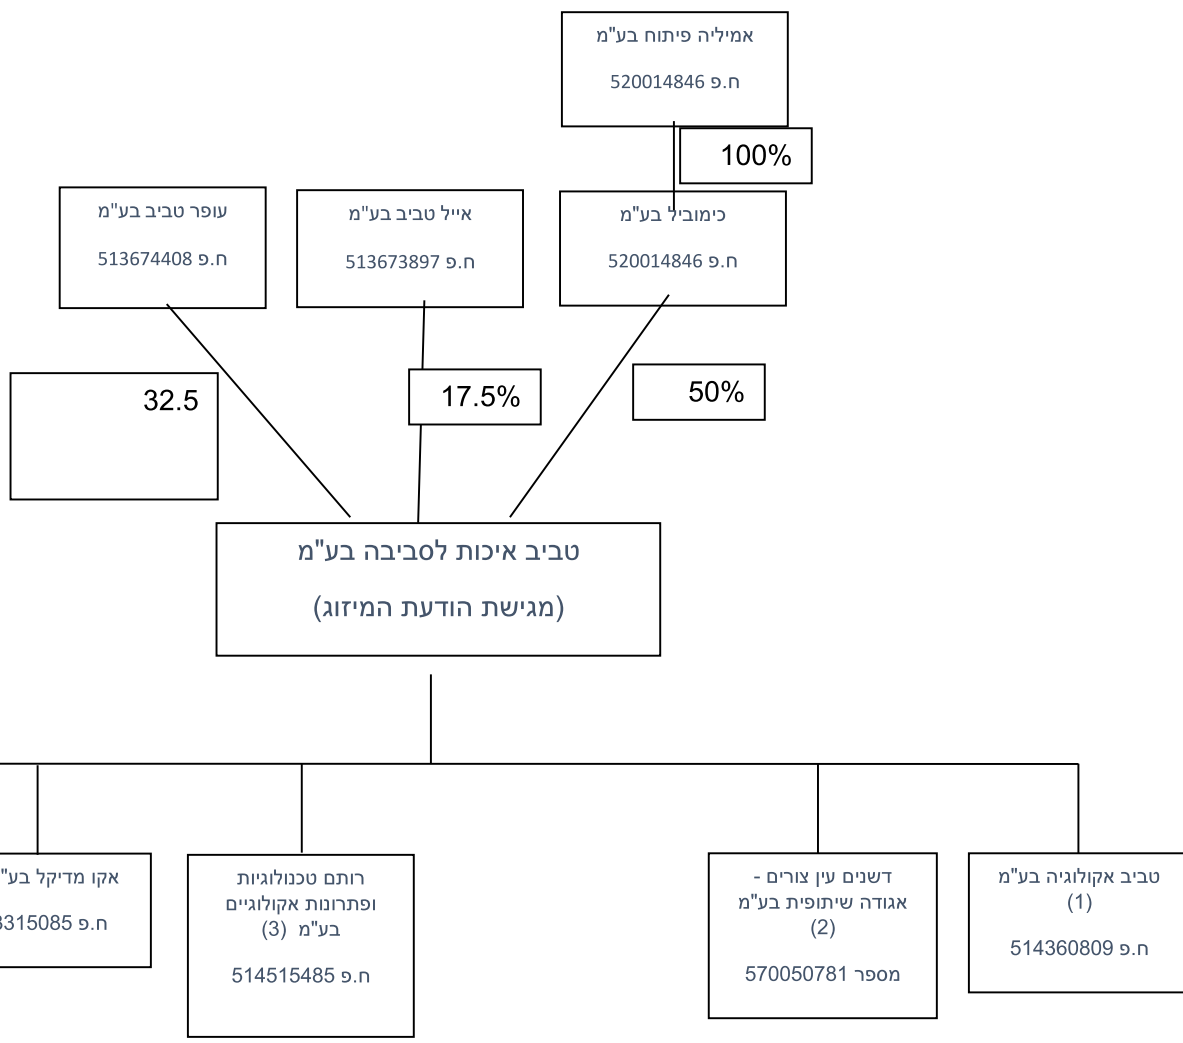 אמיליה פיתוח בע"מ
ח.פ 520014846
100%
כימוביל בע"מ
ח.פ 520014846
אייל טביב בע"מ
ח.פ 513673897
עופר טביב בע"מ
ח.פ 513674408
50%
17.5%
32.5
טביב איכות לסביבה בע"מ
(מגישת הודעת המיזוג)
טביב אקולוגיה בע"מ
(1)
ח.פ 514360809
דשנים עין צורים -
אגודה שיתופית בע"מ
(2)
מספר 570050781
רותם טכנולוגיות
ופתרונות אקולוגיים
בע"מ (3)
ח.פ 514515485
אקו מדיקל בע"
ח.פ 3315085